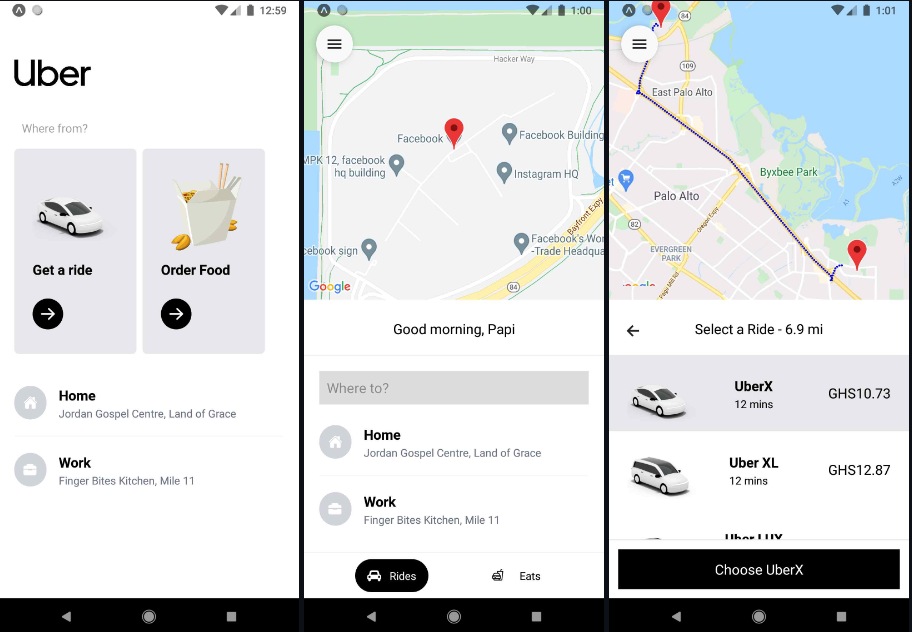 12:59
Uber
Where from?
Get a ride
Order Food
Home
Jordan Gospel Centre, Land of Grace
Work
Finger Bites Kitchen, Mile 11
1:00
Hacker Way
Facebook
Facebook Building
MPK 12, facebook
hq building
Instagram HQ
Bayfront Expy
cebook sign
Facebook's Wor
-Trade Headqua
Google
84
Good morning, Papi
Where to?
Home
Jordan Gospel Centre, Land of Grace
Work
Finger Bites Kitchen, Mile 11
Rides
Eats
1:01
84
109
East Palo Alto
Byxbee Park
et
Palo Alto
Oregon Expy
82
EVERGREEN
PARK
Select a Ride - 6.9 mi
UberX
12 mins
GHS10.73
Uber XL
12 mins
GHS12.87
Uber LUX
Choose UberX